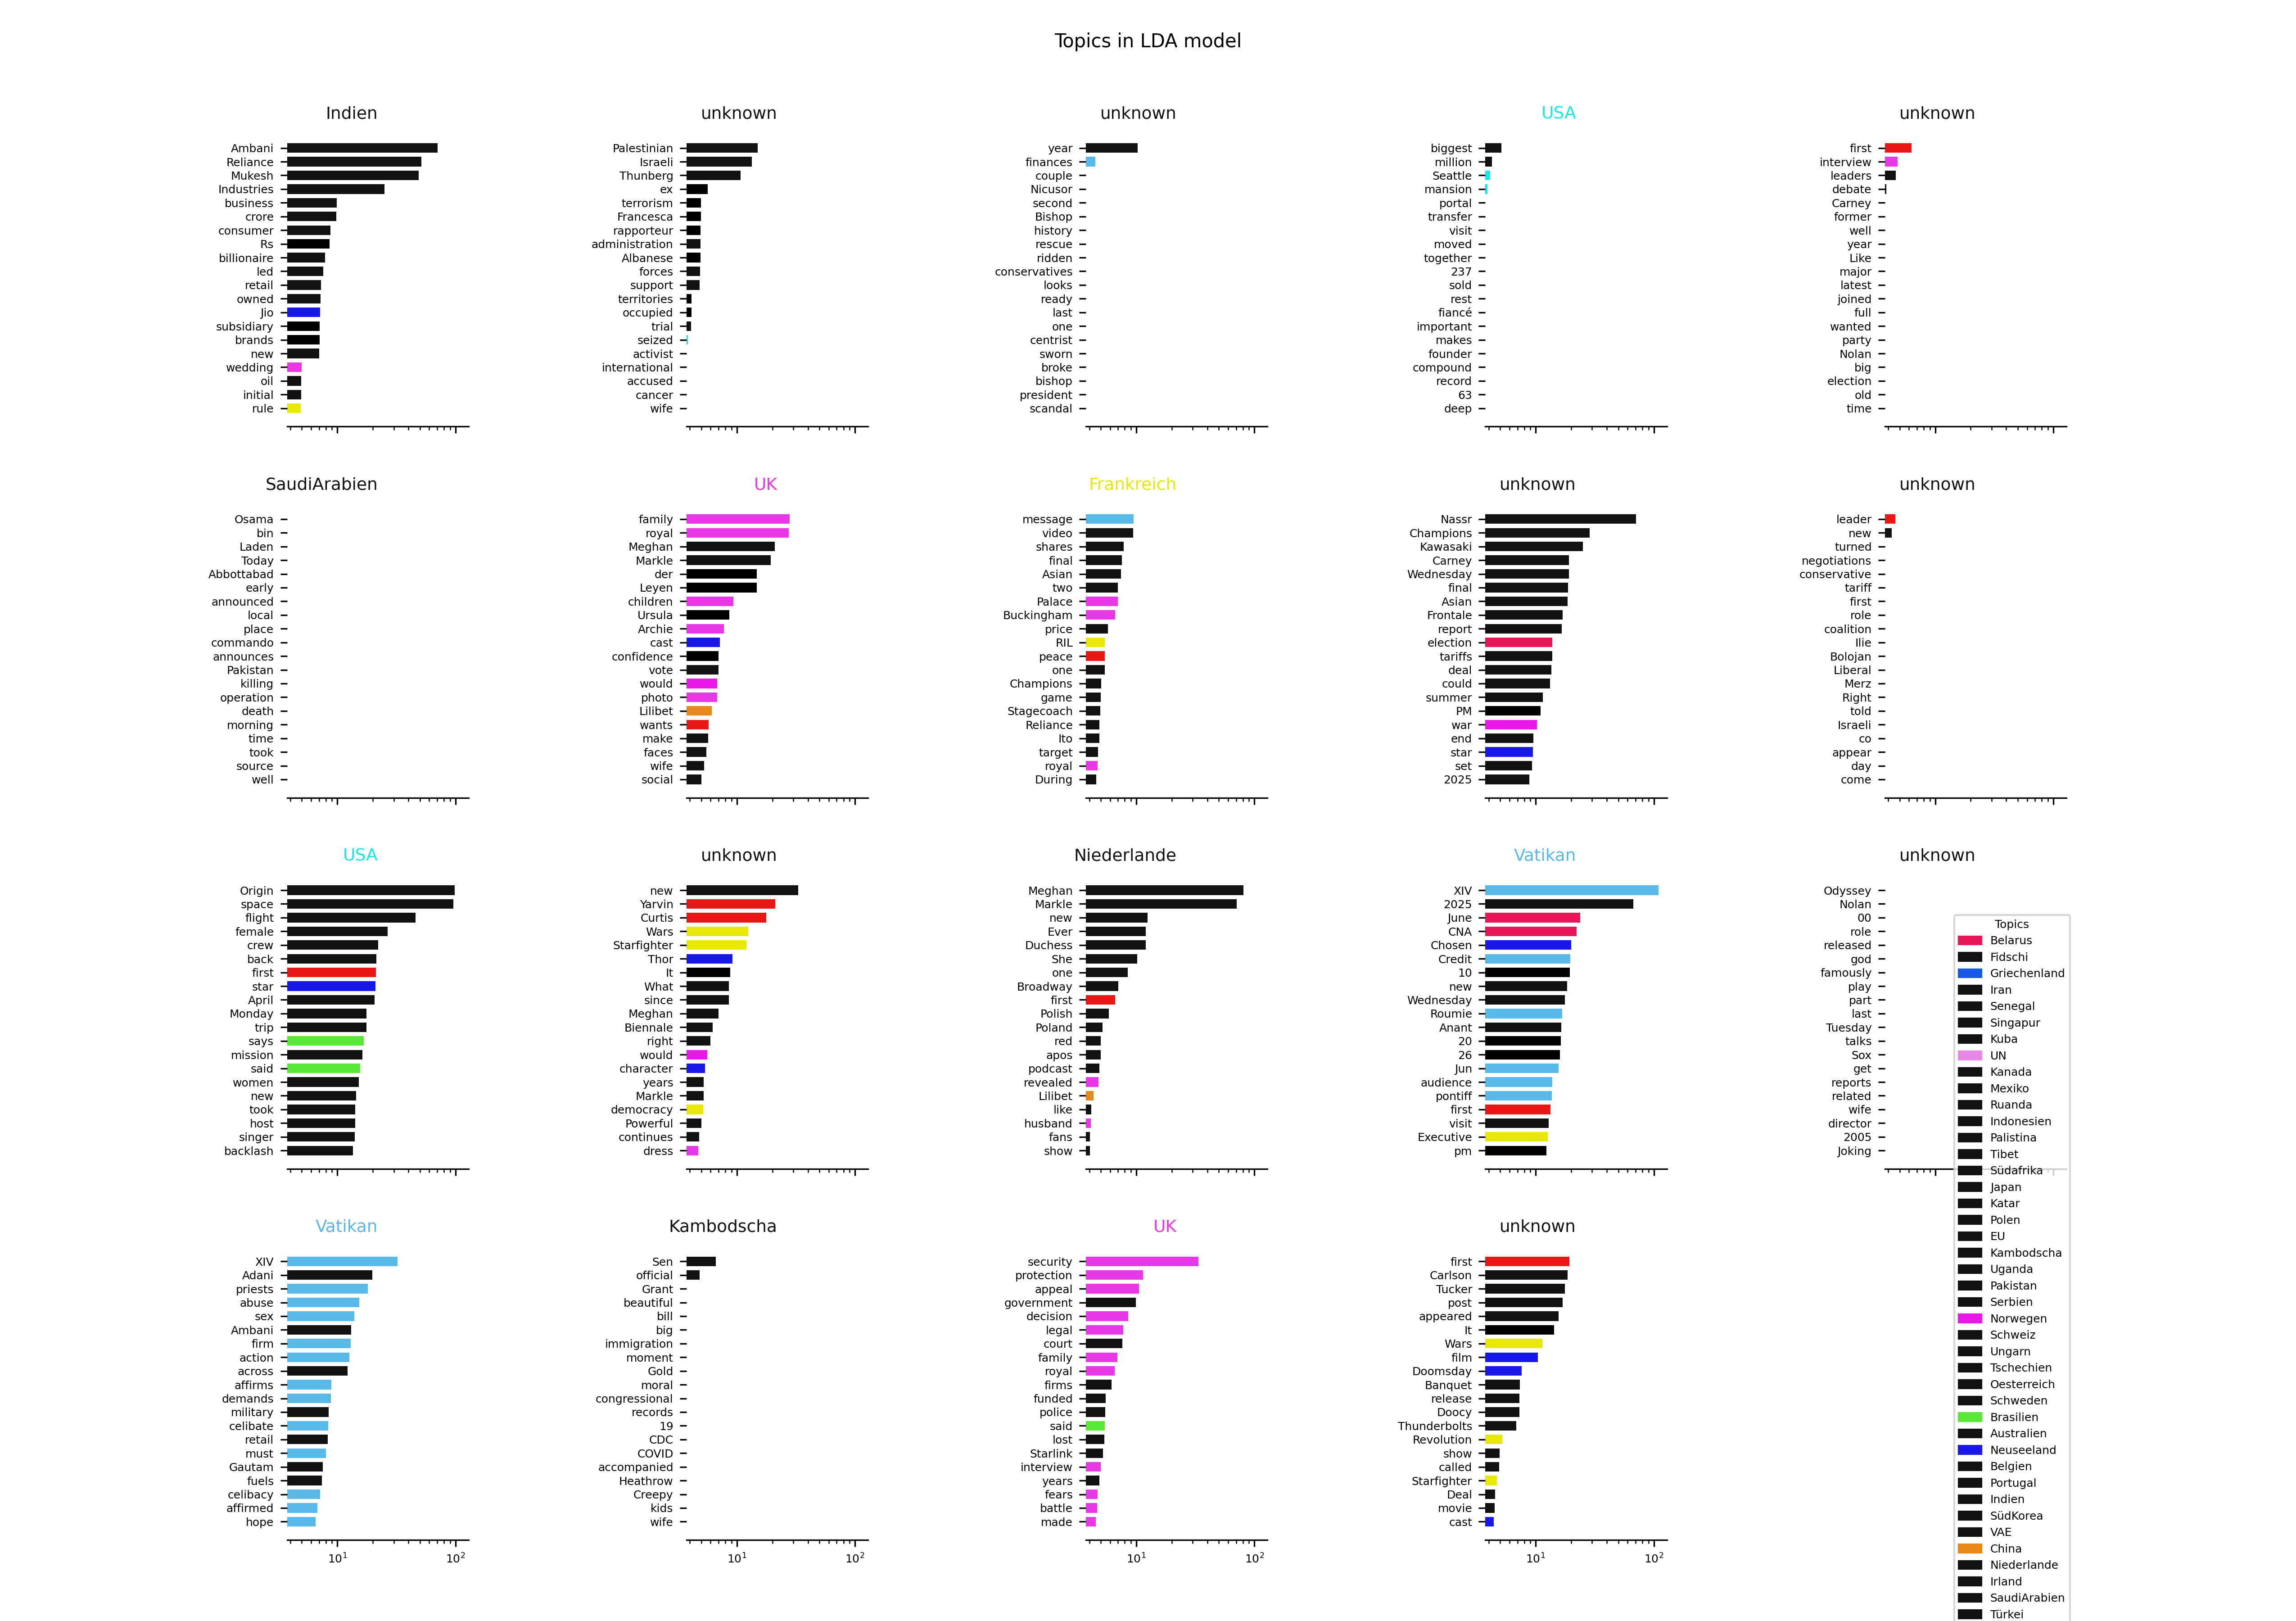 Topics in LDA model
Indien
Ambani
Reliance
Mukesh
Industries
business
crore
consumer
Rs
billionaire
led
retail
owned
Jio
subsidiary
brands
new
wedding
oil
initial
rule
unknown
Palestinian
Israeli
Thunberg
ex
terrorism
Francesca
rapporteur
administration
Albanese
forces
support
territories
occupied
trial
seized
activist
international
accused
cancer
wife
unknown
year
finances
couple
Nicusor
second
Bishop
history
rescue
ridden
conservatives
looks
ready
last
one
centrist
sworn
broke
bishop
president
scandal
USA
biggest
million
Seattle
mansion
portal
transfer
visit
moved
together
237
sold
rest
fiancé
important
makes
founder
compound
record
63
deep
unknown
first
interview
leaders
debate
Carney
former
well
year
Like
major
latest
joined
full
wanted
party
Nolan
big
election
old
time
SaudiArabien
Osama
bin
Laden
Today
Abbottabad
early
announced
local
place
commando
announces
Pakistan
killing
operation
death
morning
time
took
source
well
UK
family
royal
Meghan
Markle
der
Leyen
children
Ursula
Archie
cast
confidence
vote
would
photo
Lilibet
wants
make
faces
wife
social
Frankreich
message
video
shares
final
Asian
two
Palace
Buckingham
price
RIL
peace
one
Champions
game
Stagecoach
Reliance
Ito
target
royal
During
unknown
Nassr
Champions
Kawasaki
Carney
Wednesday
final
Asian
Frontale
report
election
tariffs
deal
could
summer
PM
war
end
star
set
2025
unknown
leader
new
turned
negotiations
conservative
tariff
first
role
coalition
Ilie
Bolojan
Liberal
Merz
Right
told
Israeli
co
appear
day
come
USA
Origin
space
flight
female
crew
back
first
star
April
Monday
trip
says
mission
said
women
new
took
host
singer
backlash
unknown
new
Yarvin
Curtis
Wars
Starfighter
Thor
It
What
since
Meghan
Biennale
right
would
character
years
Markle
democracy
Powerful
continues
dress
Niederlande
Meghan
Markle
new
Ever
Duchess
She
one
Broadway
first
Polish
Poland
red
apos
podcast
revealed
Lilibet
like
husband
fans
show
Vatikan
XIV
2025
June
CNA
Chosen
Credit
10
new
Wednesday
Roumie
Anant
20
26
Jun
audience
pontiff
first
visit
Executive
pm
unknown
Odyssey
Nolan
00
role
released
god
famously
play
part
last
Tuesday
talks
Sox
get
reports
related
wife
director
2005
Joking
Vatikan
XIV
Adani
priests
abuse
sex
Ambani
firm
action
across
affirms
demands
military
celibate
retail
must
Gautam
fuels
celibacy
affirmed
hope
10¹ 10²
Kambodscha
Sen
official
Grant
beautiful
bill
big
immigration
moment
Gold
moral
congressional
records
19
CDC
COVID
accompanied
Heathrow
Creepy
kids
wife
10¹ 10²
UK
security
protection
appeal
government
decision
legal
court
family
royal
firms
funded
police
said
lost
Starlink
interview
years
fears
battle
made
10¹ 10²
unknown
first
Carlson
Tucker
post
appeared
It
Wars
film
Doomsday
Banquet
release
Doocy
Thunderbolts
Revolution
show
called
Starfighter
Deal
movie
cast
10¹ 10²
Topics
Belarus
Fidschi
Griechenland
Iran
Senegal
Singapur
Kuba
UN
Kanada
Mexiko
Ruanda
Indonesien
Palistina
Tibet
Südafrika
Japan
Katar
Polen
EU
Kambodscha
Uganda
Pakistan
Serbien
Norwegen
Schweiz
Ungarn
Tschechien
Oesterreich
Schweden
Brasilien
Australien
Neuseeland
Belgien
Portugal
Indien
SüdKorea
VAE
China
Niederlande
Irland
SaudiArabien
Türkei